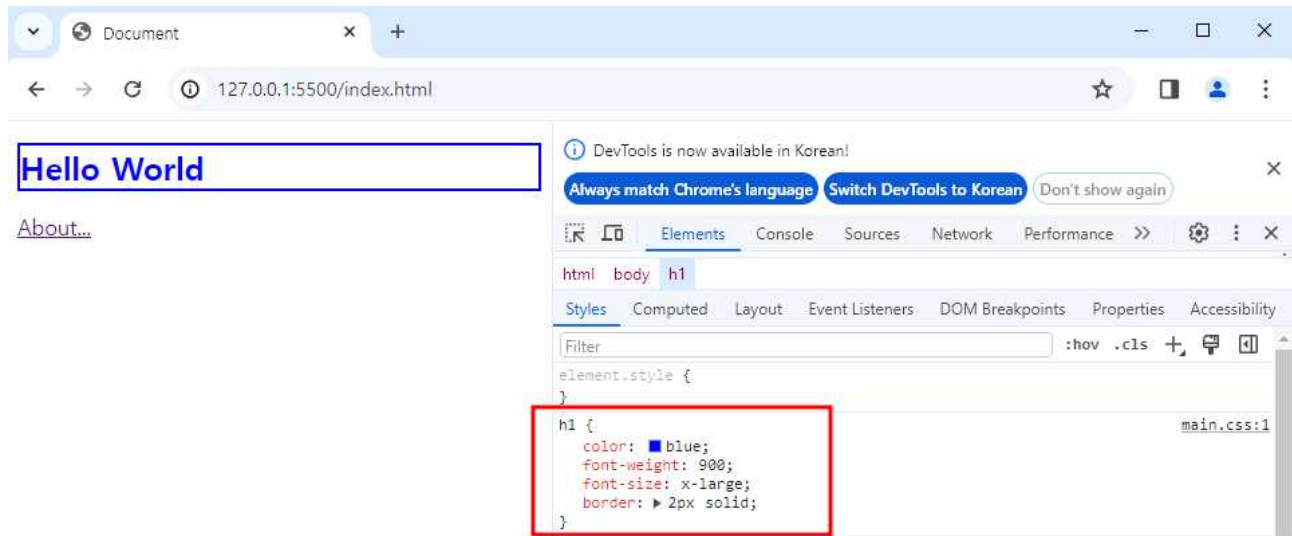 Document
127.0.0.1:5500/index.html
Hello World
About...
DevTools is now available in Korean!
Always match Chrome's language Switch DevTools to Korean Don't show again
Elements Console Sources Network Performance
html body h1
Styles Computed Layout Event Listeners DOM Breakpoints Properties Accessibility
Filter :hov .cls
element.style {
}
h1 { main.css:1
color: blue;
font-weight: 900;
font-size: x-large;
border: 2px solid;
}